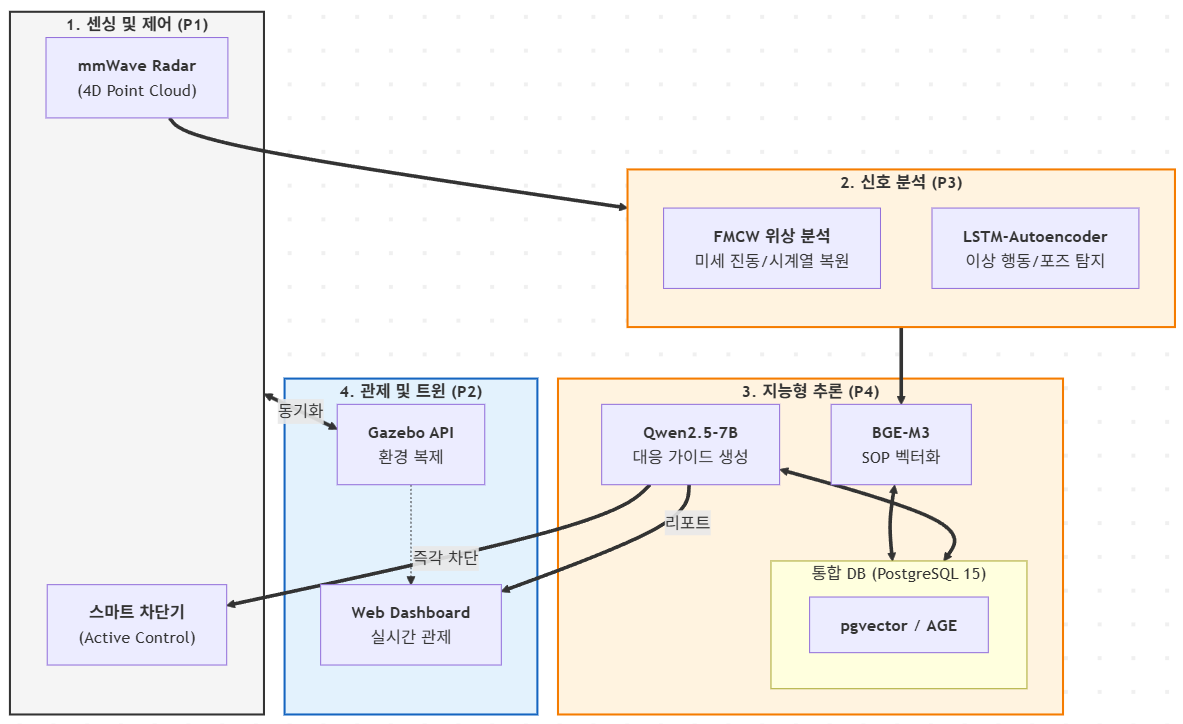 1. 센싱 및 제어 (P1)
mmWave Radar
(4D Point Cloud)
스마트 차단기
(Active Control)
2. 신호 분석 (P3)
FMCW 위상 분석
미세 진동/시계열 복원
LSTM-Autoencoder
이상 행동/포즈 탐지
3. 지능형 추론 (P4)
Qwen2.5-7B
대응 가이드 생성
BGE-M3
SOP 벡터화
통합 DB (PostgreSQL 15)
pgvector / AGE
4. 관제 및 트윈 (P2)
Gazebo API
환경 복제
Web Dashboard
실시간 관제
동기화
즉각 차단
리포트